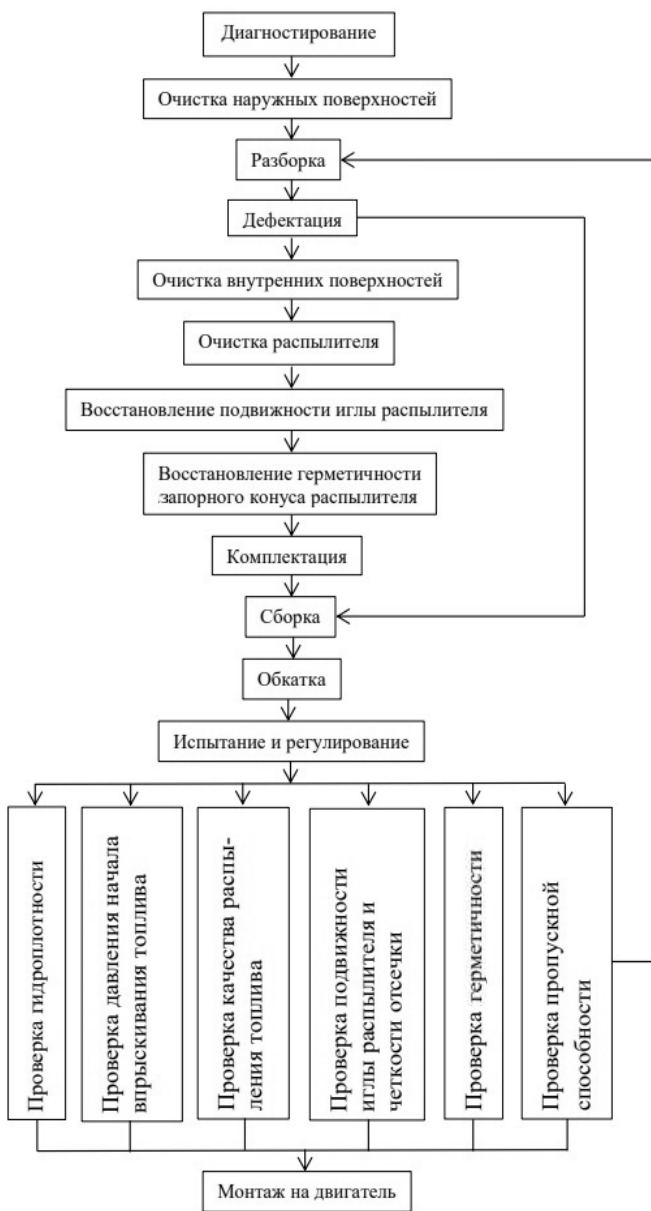 Диагностирование
Очистка наружных поверхностей
Разборка
Дефектация
Очистка внутренних поверхностей
Очистка распылителя
Восстановление подвижности иглы распылителя
Восстановление герметичности
запорного конуса распылителя
Комплектация
Сборка
Обкатка
Испытание и регулирование
Проверка гидроплотности
Проверка давления начала
впрыскивания топлива
Проверка качества распы-
ления топлива
Проверка подвижности
иглы распылителя и
четкости отсечки
Проверка герметичности
Проверка пропускной
способности
Монтаж на двигатель